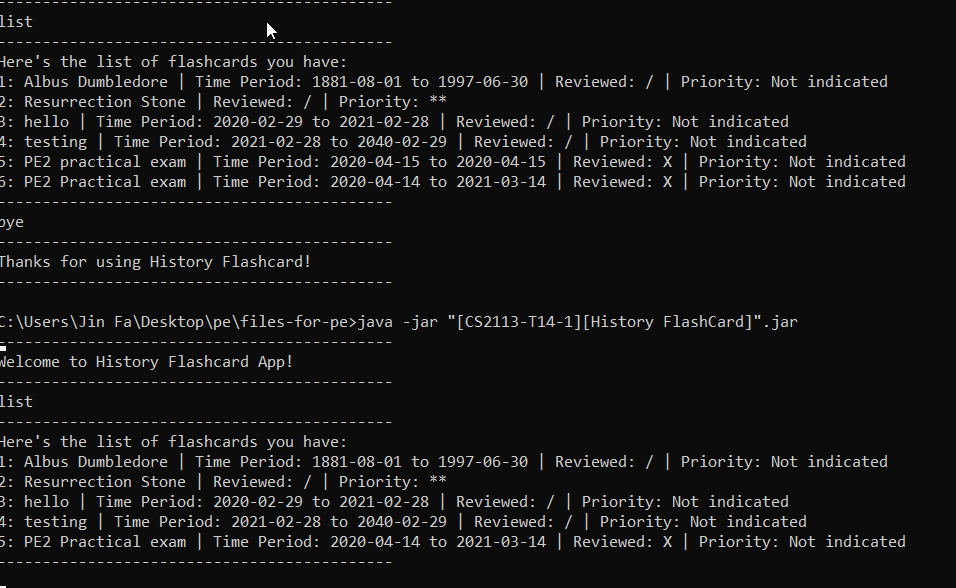 --------------------------------------------
list
--------------------------------------------
Here's the list of flashcards you have:
1: Albus Dumbledore | Time Period: 1881-08-01 to 1997-06-30 | Reviewed: / | Priority: Not indicated
2: Resurrection Stone | Reviewed: / | Priority: **
3: hello | Time Period: 2020-02-29 to 2021-02-28 | Reviewed: / | Priority: Not indicated
4: testing | Time Period: 2021-02-28 to 2040-02-29 | Reviewed: / | Priority: Not indicated
5: PE2 practical exam | Time Period: 2020-04-15 to 2020-04-15 | Reviewed: X | Priority: Not indicated
6: PE2 Practical exam | Time Period: 2020-04-14 to 2021-03-14 | Reviewed: X | Priority: Not indicated
--------------------------------------------
bye
--------------------------------------------
Thanks for using History Flashcard!
--------------------------------------------
C:\Users\Jin Fa\Desktop\pe\files-for-pe>java -jar "[CS2113-T14-1][History FlashCard]".jar
--------------------------------------------
Welcome to History Flashcard App!
--------------------------------------------
list
--------------------------------------------
Here's the list of flashcards you have:
1: Albus Dumbledore | Time Period: 1881-08-01 to 1997-06-30 | Reviewed: / | Priority: Not indicated
2: Resurrection Stone | Reviewed: / | Priority: **
3: hello | Time Period: 2020-02-29 to 2021-02-28 | Reviewed: / | Priority: Not indicated
4: testing | Time Period: 2021-02-28 to 2040-02-29 | Reviewed: / | Priority: Not indicated
5: PE2 Practical exam | Time Period: 2020-04-14 to 2021-03-14 | Reviewed: X | Priority: Not indicated
--------------------------------------------